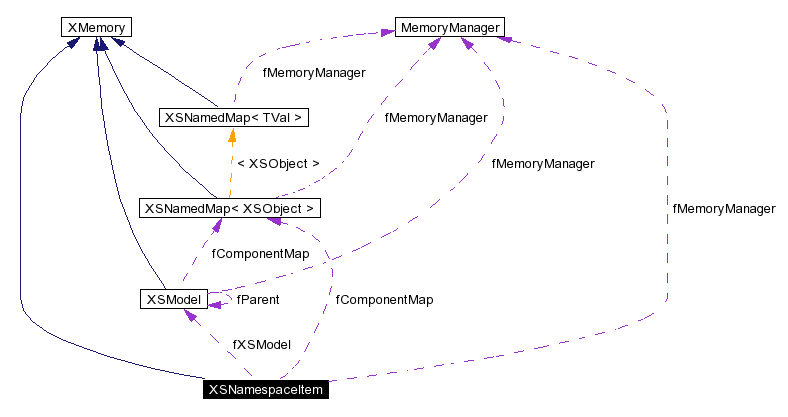 XMemory
MemoryManager
fMemoryManager
XSNamedMap< TVal >
fMemoryManager
< XSObject >
fMemoryManager
XSNamedMap< XSObject >
fMemoryManager
fComponentMap
XSModel
fParent
fComponentMap
fXSModel
XSNamespaceItem